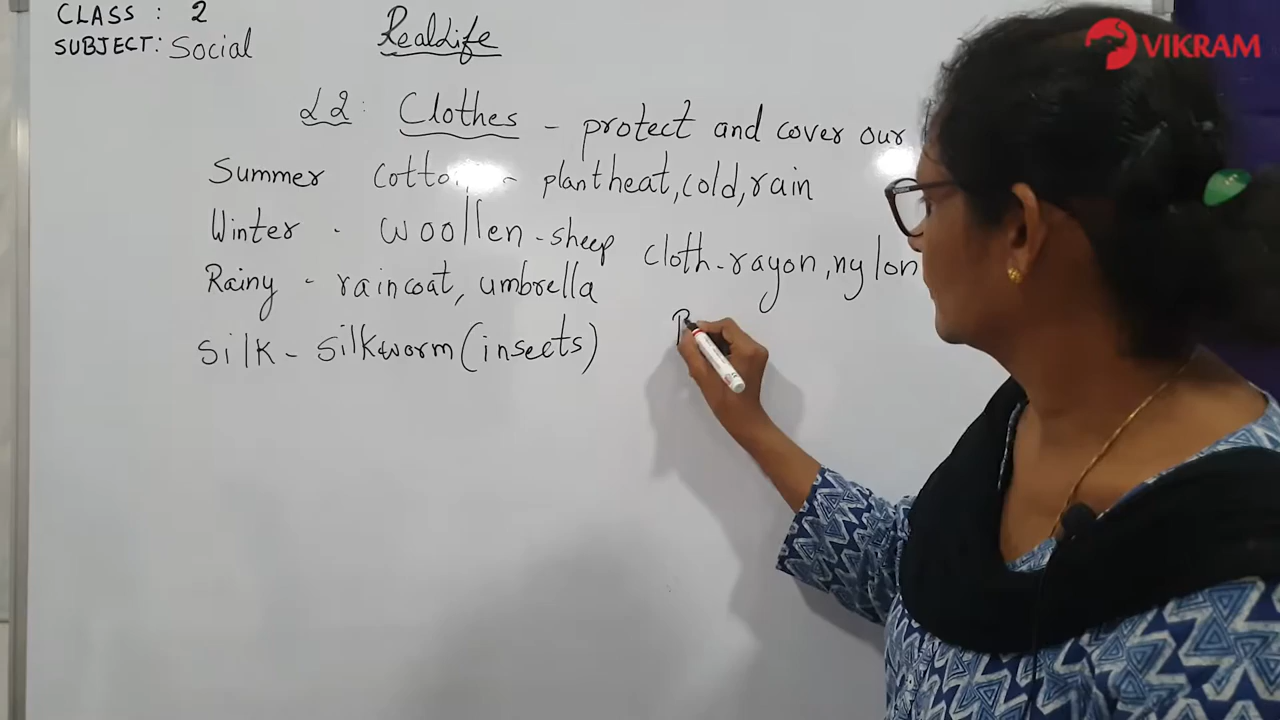 CLASS : 2
SUBJECT: Social
RealLife
VIKRAM
L2: Clothes - protect and cover our
Summer cotton - plant heat, cold, rain
Winter - woollen - sheep
cloth - rayon, nylon
Rainy - raincoat, umbrella
Silk - Silkworm (insects)